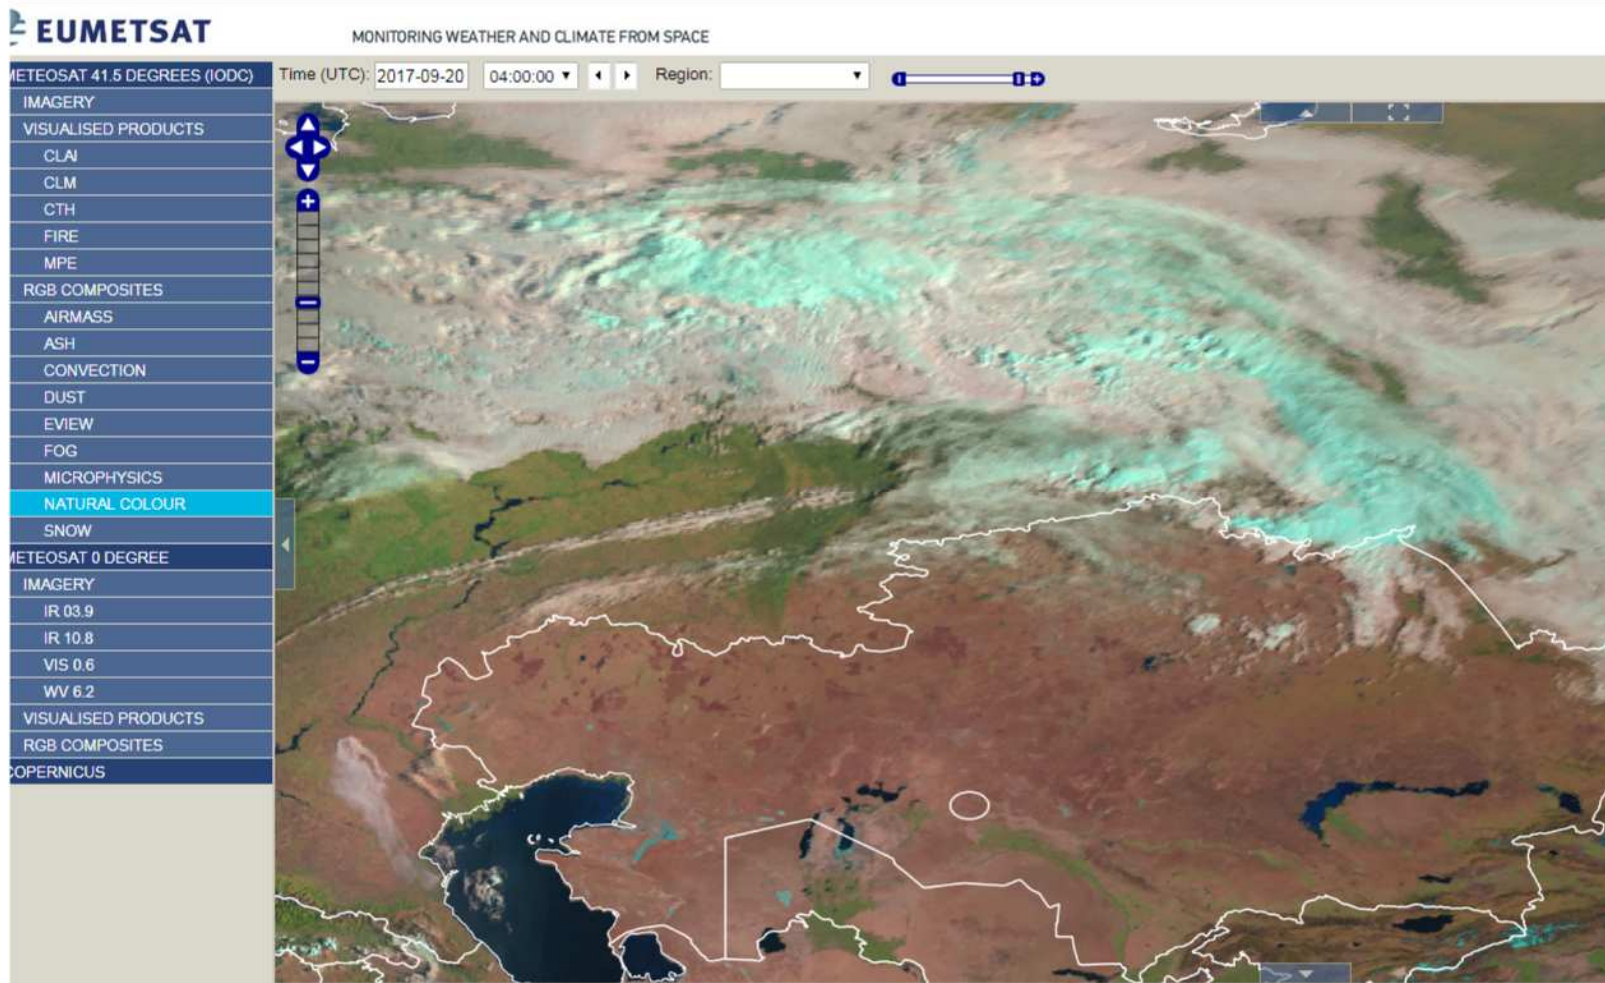 EUMETSAT
MONITORING WEATHER AND CLIMATE FROM SPACE
METEOSAT 41.5 DEGREES (IODC)
Time (UTC): 2017-09-20 04:00:00 Region:
IMAGERY
VISUALISED PRODUCTS
CLAI
CLM
CTH
FIRE
MPE
RGB COMPOSITES
AIRMASS
ASH
CONVECTION
DUST
EVIEW
FOG
MICROPHYSICS
NATURAL COLOUR
SNOW
METEOSAT 0 DEGREE
IMAGERY
IR 03.9
IR 10.8
VIS 0.6
WV 6.2
VISUALISED PRODUCTS
RGB COMPOSITES
COPERNICUS